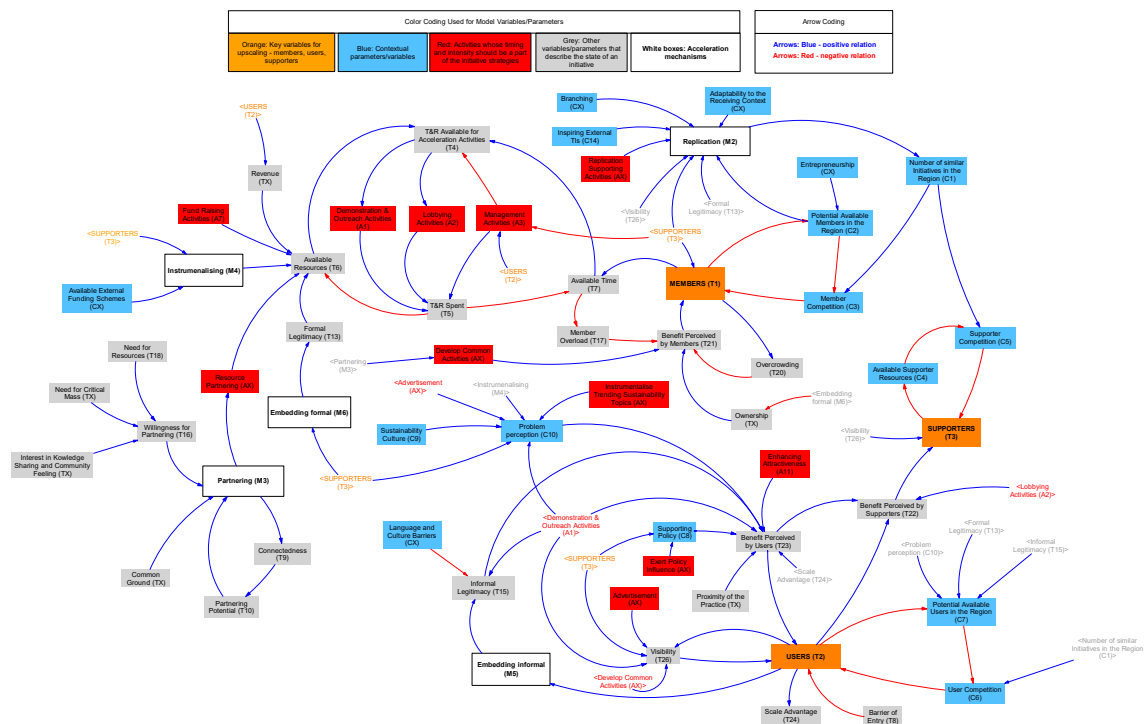 Color Coding Used for Model Variables/Parameters
Arrow Coding
Orange: Key variables for
upscaling - members, users,
supporters
Blue: Contextual
parameters/variables
Red: Activities whose timing
and intensity should be a part
of the initiative strategies
Grey: Other
variables/parameters that
describe the state of an
initiative
White boxes: Acceleration
mechanisms
Arrows: Blue - positive relation
Arrows: Red - negative relation
<USERS
(T2)>
Branching
(CX)
Adaptability to the
Receiving Context
(CX)
T&R Available for
Acceleration Activities
(T4)
Inspiring External
TIs (C14)
Replication (M2)
Replication
Supporting
Activities (AX)
Entrepreneurship
(CX)
Number of similar
Initiatives in the
Region (C1)
Revenue
(TX)
Fund Raising
Activities (A7)
Demonstration &
Outreach Activities
(A1)
Lobbying
Activities (A2)
Management
Activities (A3)
<Visibility
(T26)>
<Formal
Legitimacy (T13)>
Potential Available
Members in the
Region (C2)
<SUPPORTERS
(T3)>
<SUPPORTERS
(T3)>
Instrumenalising (M4)
Available
Resources (T6)
<USERS
(T2)>
Available Time
(T7)
MEMBERS (T1)
Available External
Funding Schemes
(CX)
T&R Spent
(T5)
Member
Competition (C3)
Formal
Legitimacy (T13)
Member
Overload (T17)
Benefit Perceived
by Members (T21)
Supporter
Competition (C5)
Need for
Resources (T18)
<Partnering
(M3)>
Develop Common
Activities (AX)
Overcrowding
(T20)
Available Supporter
Resources (C4)
Resource
Partnering (AX)
Need for Critical
Mass (TX)
<Advertisement
(AX)>
<Instrumenalising
(M4)>
Instrumentalise
Trending Sustainability
Topics (AX)
<Embedding
formal (M6)>
Embedding formal (M6)
Ownership
(TX)
Willingness for
Partnering (T16)
Sustainability
Culture (C9)
Problem
perception (C10)
<Visibility
(T26)>
SUPPORTERS
(T3)
Interest in Kowledge
Sharing and Community
Feeling (TX)
Partnering (M3)
<SUPPORTERS
(T3)>
Enhancing
Attractiveness
(A11)
<Lobbying
Activities (A2)>
Benefit Perceived by
Supporters (T22)
<Demonstration &
Outreach Activities
(A1)>
Language and
Culture Barriers
(CX)
Supporting
Policy (C8)
Benefit Perceived
by Users (T23)
<Formal
Legitimacy (T13)>
<Informal
Legitimacy (T15)>
<Problem
perception (C10)>
Connectedness
(T9)
<SUPPORTERS
(T3)>
Exert Policy
Influence (AX)
<Scale
Advantage (T24)>
Common
Ground (TX)
Informal
Legitimacy (T15)
Advertisement
(AX)
Proximity of the
Practice (TX)
Partnering
Potential (T10)
Potential Available
Users in the Region
(C7)
Embedding informal
(M5)
Visibility
(T26)
USERS (T2)
<Number of similar
Initiatives in the Region
(C1)>
<Develop Common
Activities (AX)>
User Competition
(C6)
Scale Advantage
(T24)
Barrier of
Entry (T8)